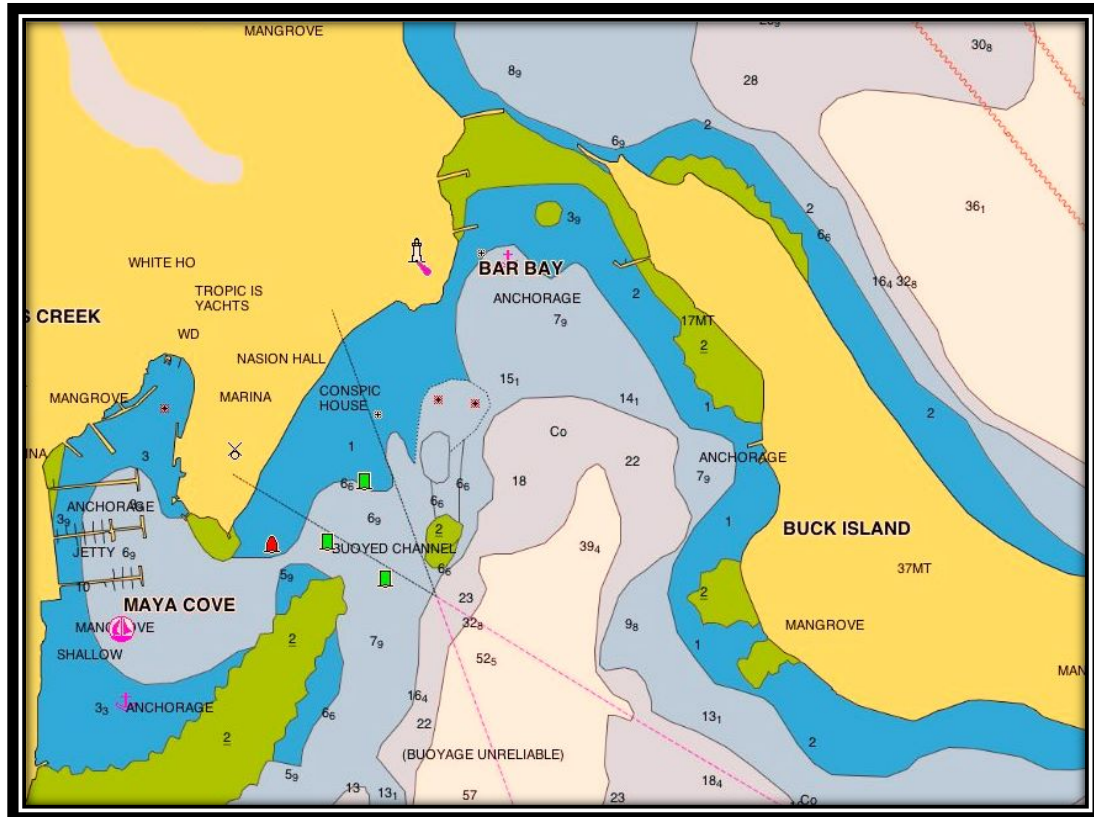 MANGROVE
30₈
8₉
28
2
6₉
36₁
2
3₉
6₆
WHITE HO
BAR BAY
16₄ 32₈
TROPIC IS
YACHTS
ANCHORAGE
2
S CREEK
7₉
17MT
WD
2
NASION HALL
15₁
MANGROVE
MARINA
CONSPIC
HOUSE
14₁
1
2
Co
1
INA
3
22
ANCHORAGE
7₉
18
6₆
6₆
6₆
ANCHORAGE
3₉
6₉
1
2
BUCK ISLAND
JETTY
6₉
BUOYED CHANNEL
39₄
6₆
37MT
5₉
10
2
MAYA COVE
23
MANGROVE
32₈
9₈
MANGROVE
2
7₉
1
SHALLOW
52₅
MAN
16₄
3₃
ANCHORAGE
6₆
22
13₁
2
2
(BUOYAGE UNRELIABLE)
5₉
18₄
13
13₁
57
23
Co